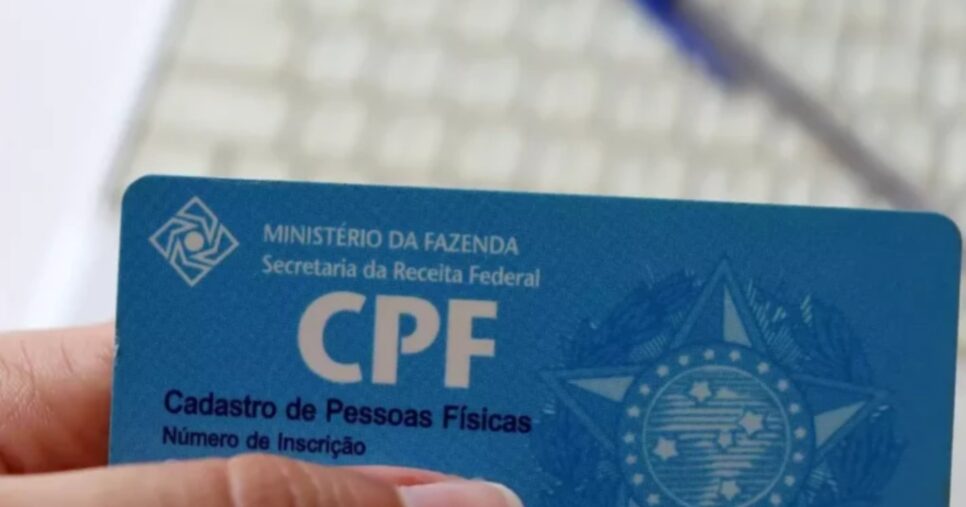 MINISTÉRIO DA FAZENDA
Secretaria da Receita Federal
CPF
Cadastro de Pessoas Físicas
Número de Inscrição